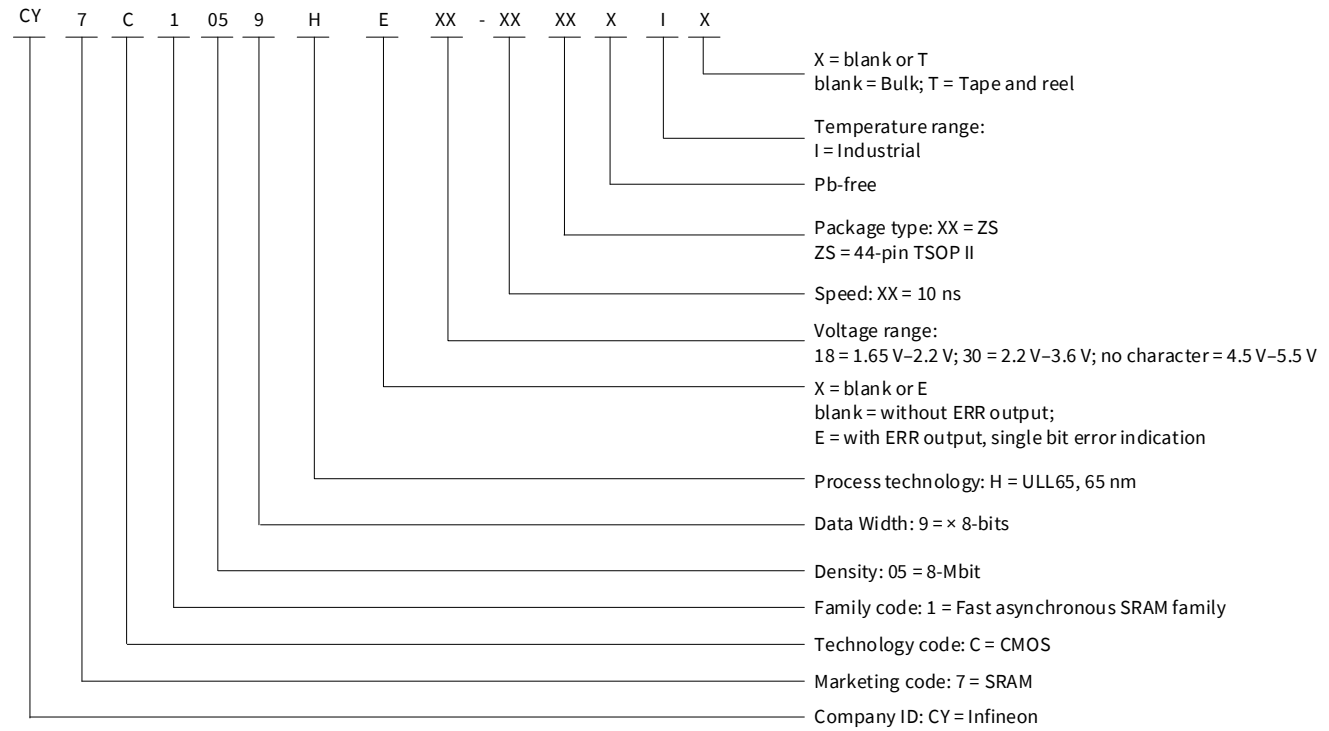 CY 7 C 1 05 9 H E XX - XX XX X I X
X = blank or T
blank = Bulk; T = Tape and reel
Temperature range:
I = Industrial
Pb-free
Package type: XX = ZS
ZS = 44-pin TSOP II
Speed: XX = 10 ns
Voltage range:
18 = 1.65 V–2.2 V; 30 = 2.2 V–3.6 V; no character = 4.5 V–5.5 V
X = blank or E
blank = without ERR output;
E = with ERR output, single bit error indication
Process technology: H = ULL65, 65 nm
Data Width: 9 = × 8-bits
Density: 05 = 8-Mbit
Family code: 1 = Fast asynchronous SRAM family
Technology code: C = CMOS
Marketing code: 7 = SRAM
Company ID: CY = Infineon